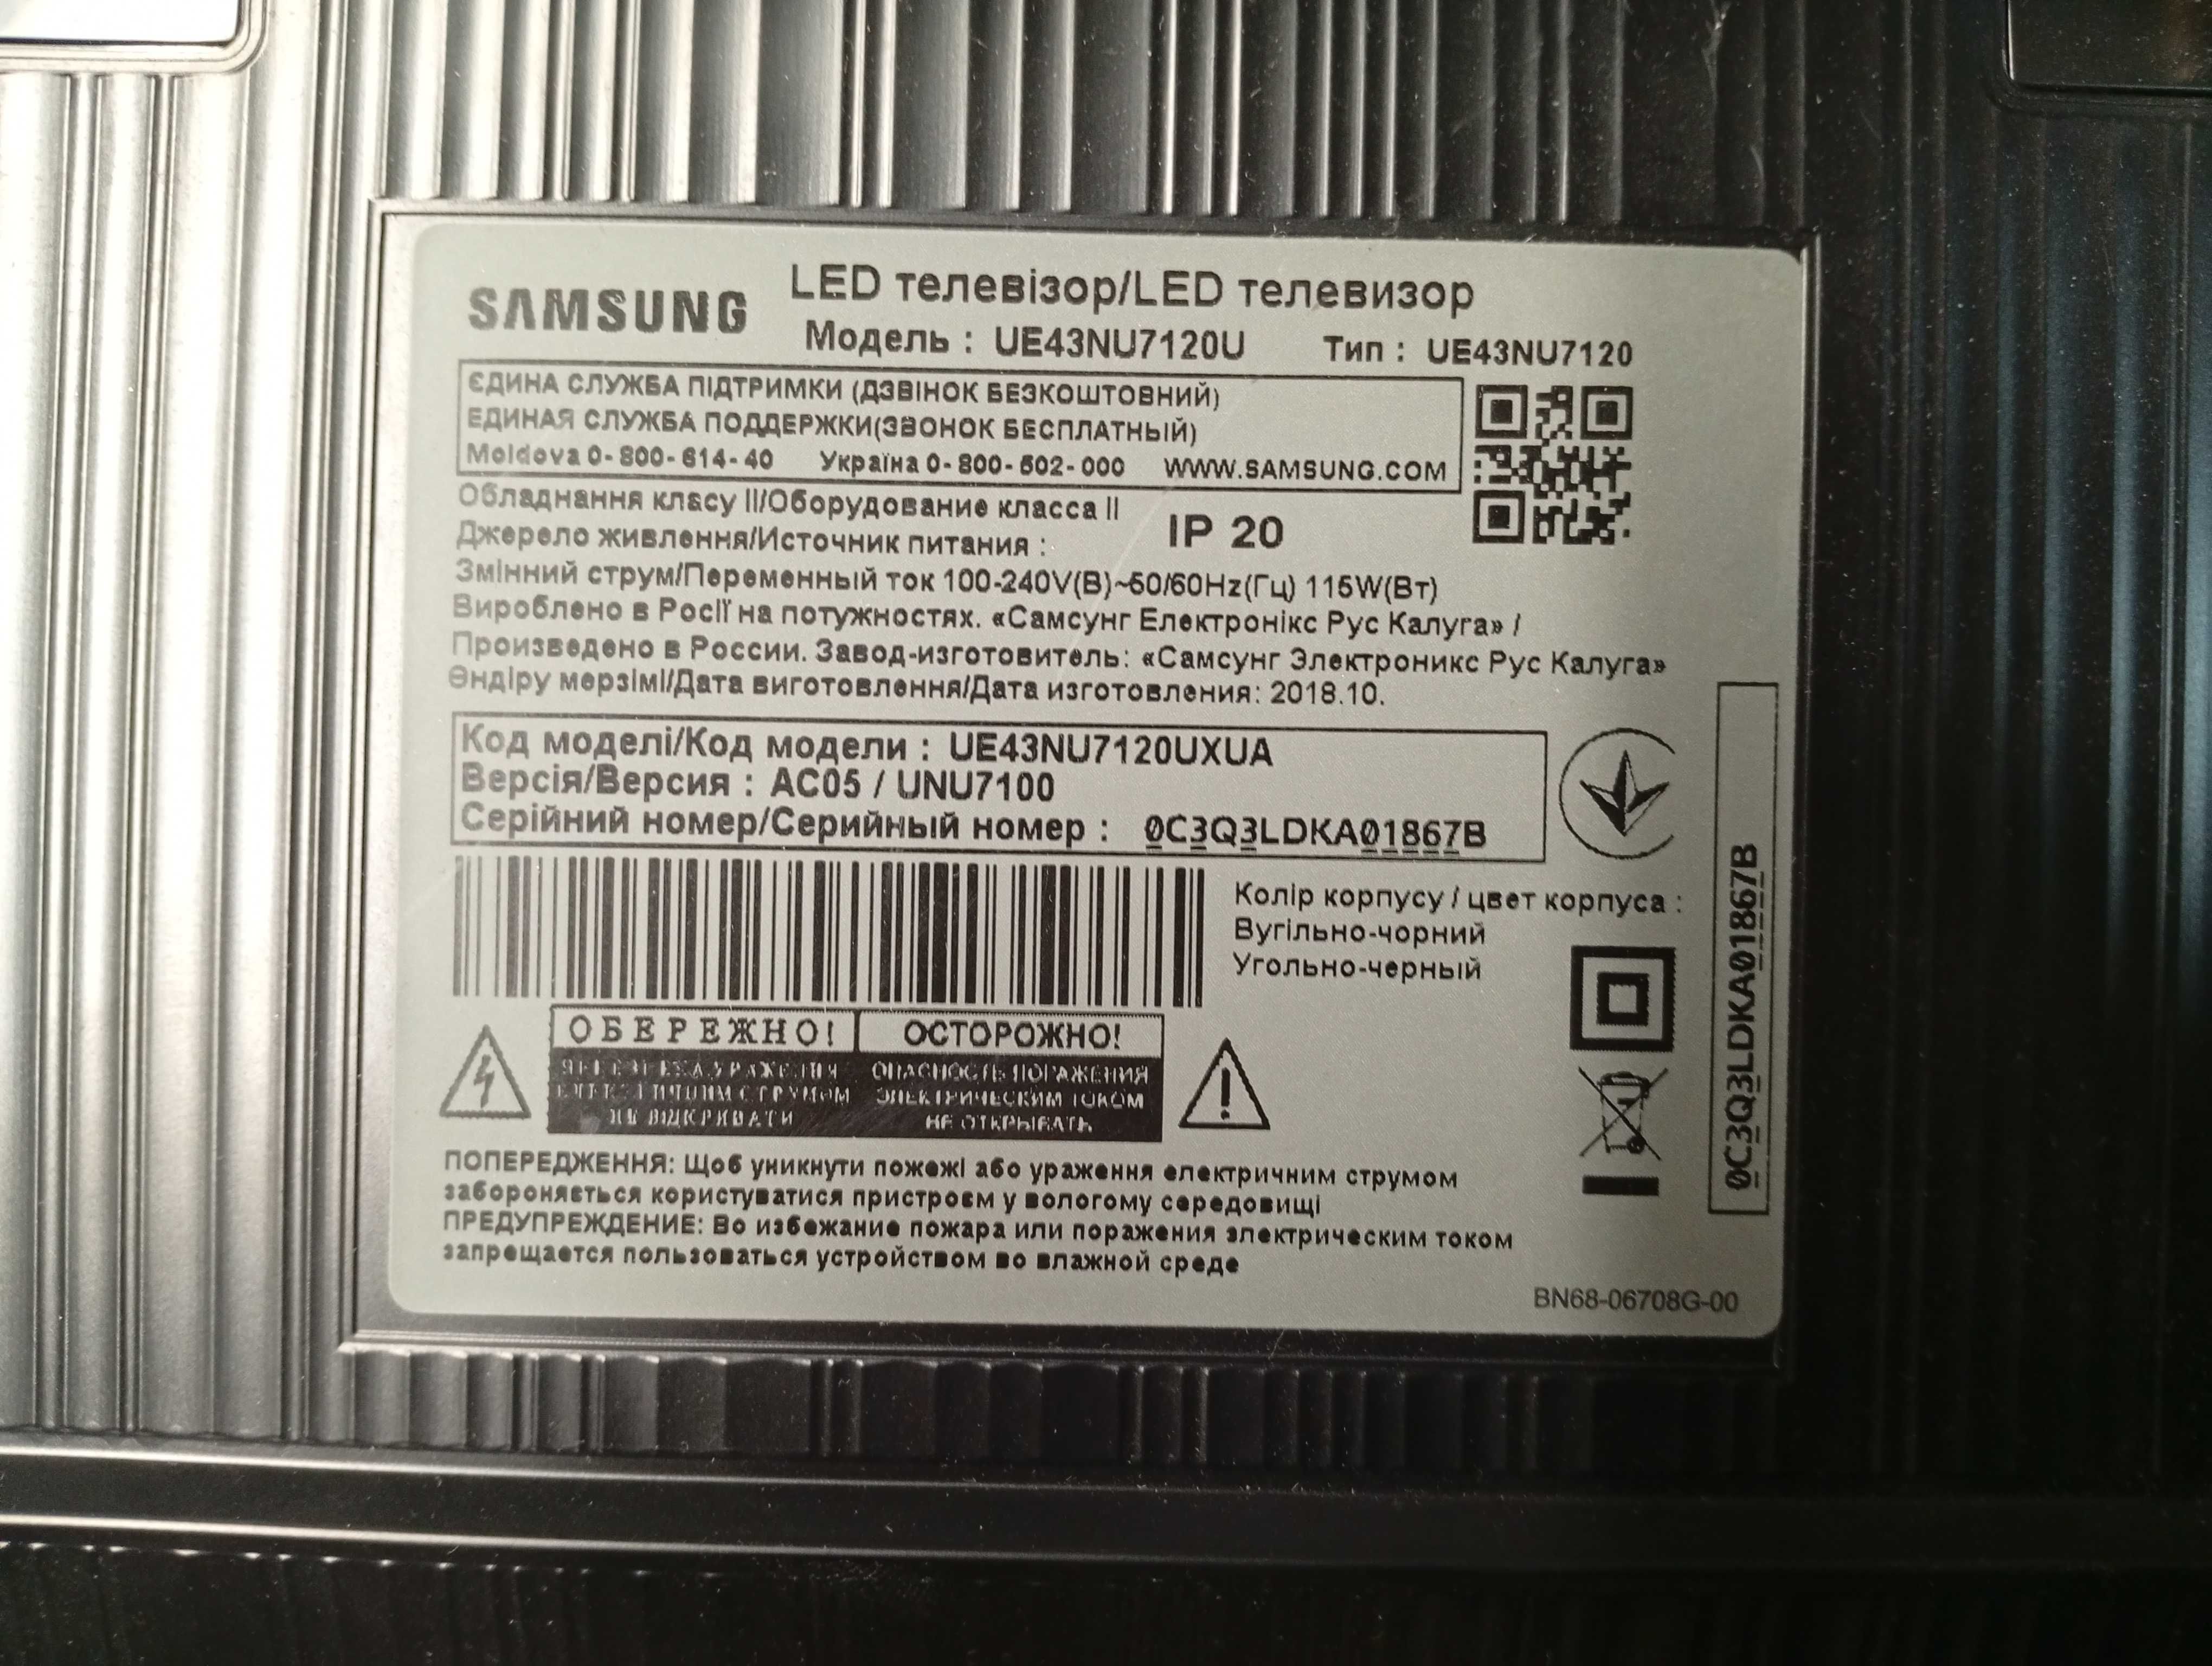 SAMSUNG
LED телевізор/LED телевизор
Модель : UE43NU7120U Тип : UE43NU7120
ЄДИНА СЛУЖБА ПІДТРИМКИ (ДЗВІНОК БЕЗКОШТОВНИЙ)
ЕДИНАЯ СЛУЖБА ПОДДЕРЖКИ(ЗВОНОК БЕСПЛАТНЫЙ)
Moldova 0-800-614-40 Україна 0-800-502-000 WWW.SAMSUNG.COM
Обладнання класу II/Оборудование класса II
IP 20
Джерело живлення/Источник питания :
Змінний струм/Переменный ток 100-240V(В)~50/60Hz(Гц) 115W(Вт)
Вироблено в Росії на потужностях. «Самсунг Електронікс Рус Калуга» /
Произведено в России. Завод-изготовитель: «Самсунг Электроникс Рус Калуга»
Өндіру мерзімі/Дата виготовлення/Дата изготовления: 2018.10.
Код моделі/Код модели : UE43NU7120UXUA
Версія/Версия : AC05 / UNU7100
Серійний номер/Серийный номер : 0C3Q3LDKA01867B
Колір корпусу / цвет корпуса :
Вугільно-чорний
Угольно-черный
0C3Q3LDKA01867B
ОБЕРЕЖНО! ОСТОРОЖНО!
НЕБЕЗПЕКА УРАЖЕННЯ ОПАСНОСТЬ ПОРАЖЕНИЯ
ЕЛЕКТРИЧНИМ СТРУМОМ ЭЛЕКТРИЧЕСКИМ ТОКОМ
НЕ ВІДКРИВАТИ НЕ ОТКРЫВАТЬ
ПОПЕРЕДЖЕННЯ: Щоб уникнути пожежі або ураження електричним струмом
забороняється користуватися пристроєм у вологому середовищі
ПРЕДУПРЕЖДЕНИЕ: Во избежание пожара или поражения электрическим током
запрещается пользоваться устройством во влажной среде
BN68-06708G-00